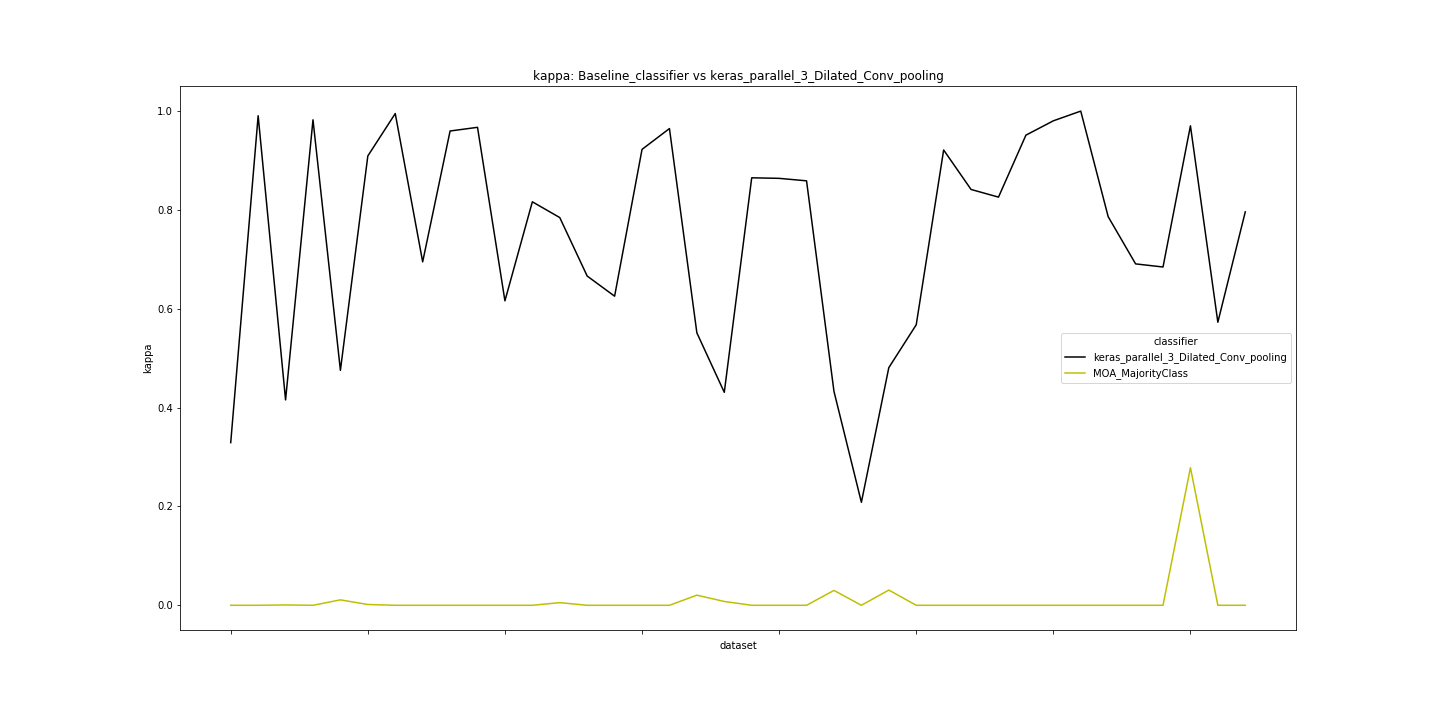 kappa: Baseline_classifier vs keras_parallel_3_Dilated_Conv_pooling
1.0
0.8
0.6
0.4
0.2
0.0
kappa
classifier
keras_parallel_3_Dilated_Conv_pooling
MOA_MajorityClass
dataset